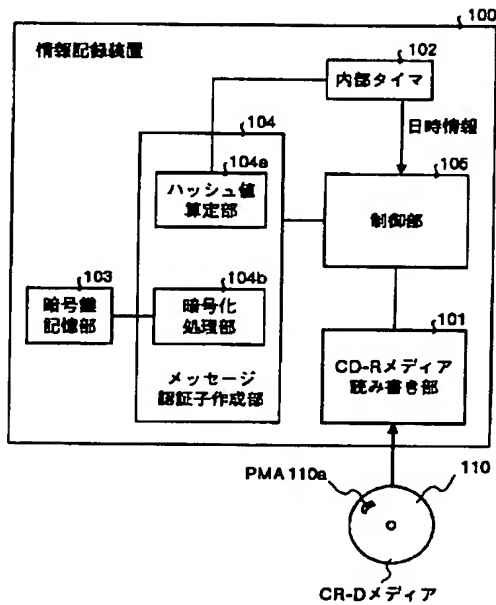 100
情報記録装置
102
内部タイマ
日時情報
104
104a
ハッシュ値
算定部
105
制御部
103
暗号鍵
記憶部
104b
暗号化
処理部
メッセージ
認証子作成部
101
CD-Rメディア
読み書き部
PMA110a
110
CR-Dメディア